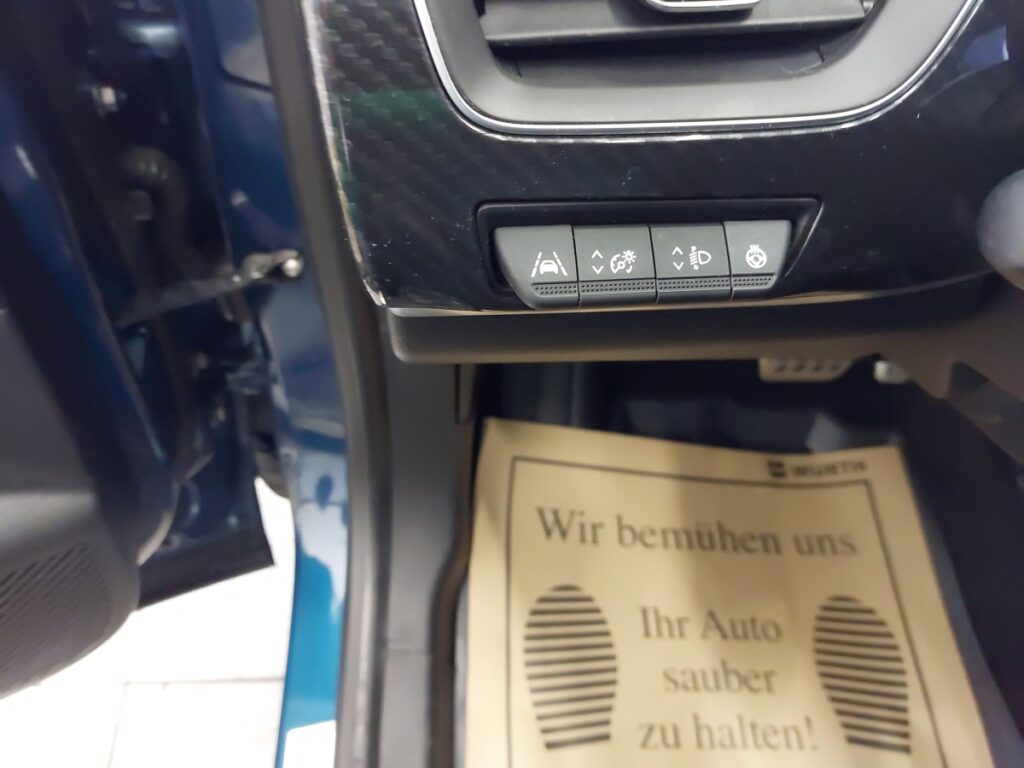 WÜRTH
Wir bemühen uns
Ihr Auto
sauber
zu halten!